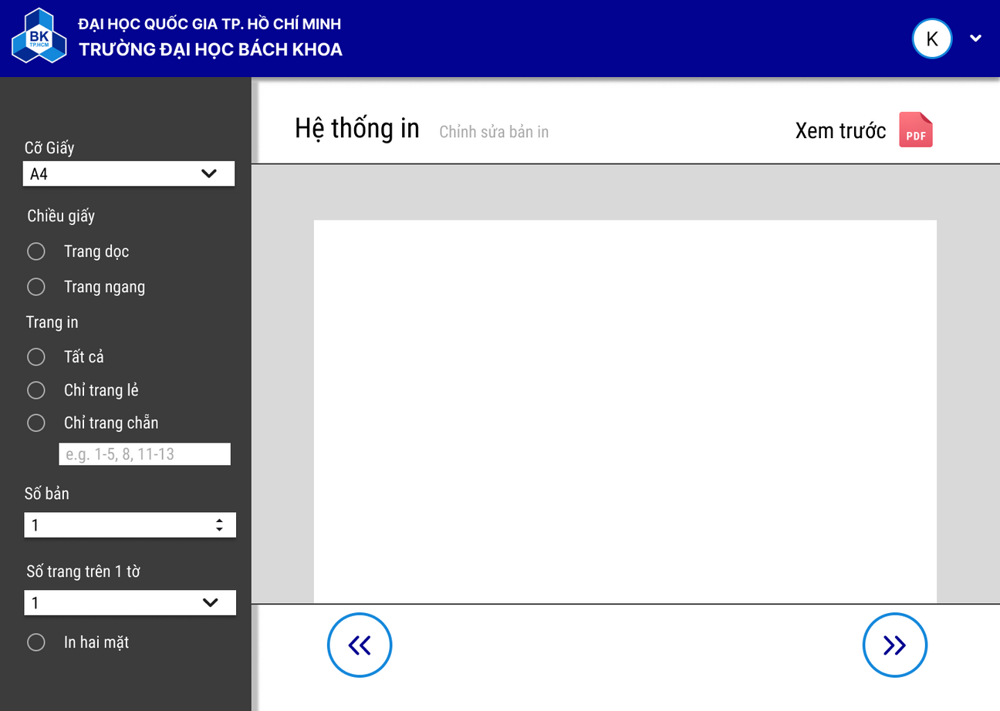 BK
TP.HCM
ĐẠI HỌC QUỐC GIA TP. HỒ CHÍ MINH
TRƯỜNG ĐẠI HỌC BÁCH KHOA
K
Cỡ Giấy
A4
Chiều giấy
Trang dọc
Trang ngang
Trang in
Tất cả
Chỉ trang lẻ
Chỉ trang chẵn
e.g. 1-5, 8, 11-13
Số bản
1
Số trang trên 1 tờ
1
In hai mặt
Hệ thống in Chỉnh sửa bản in
Xem trước PDF